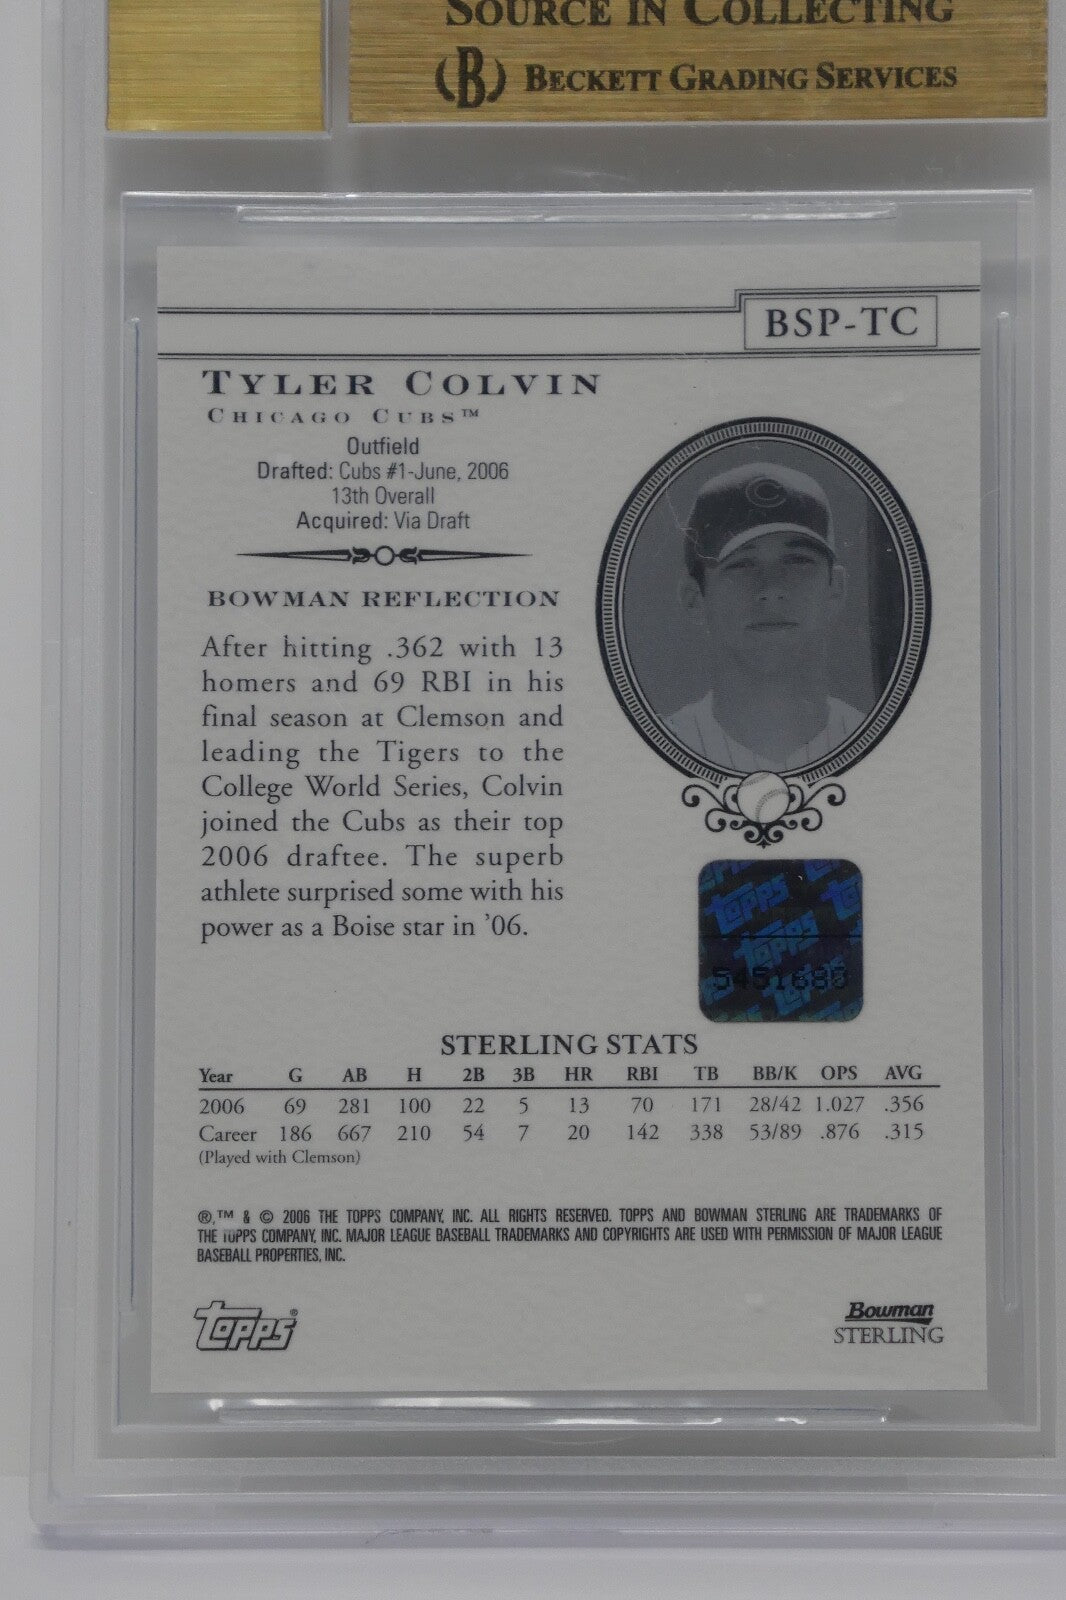 SOURCE IN COLLECTING
(B) BECKETT GRADING SERVICES
BSP-TC
TYLER COLVIN
CHICAGO CUBS™
Outfield
Drafted: Cubs #1-June, 2006
13th Overall
Acquired: Via Draft
BOWMAN REFLECTION
After hitting .362 with 13
homers and 69 RBI in his
final season at Clemson and
leading the Tigers to the
College World Series, Colvin
joined the Cubs as their top
2006 draftee. The superb
athlete surprised some with his
power as a Boise star in '06.
C
Topps
Topps
Topps
STERLING STATS
Year G AB H 2B 3B HR RBI TB BB/K OPS AVG
2006 69 281 100 22 5 13 70 171 28/42 1.027 .356
Career 186 667 210 54 7 20 142 338 53/89 .876 .315
(Played with Clemson)
®,™ & © 2006 THE TOPPS COMPANY, INC. ALL RIGHTS RESERVED. TOPPS AND BOWMAN STERLING ARE TRADEMARKS OF
THE TOPPS COMPANY, INC. MAJOR LEAGUE BASEBALL TRADEMARKS AND COPYRIGHTS ARE USED WITH PERMISSION OF MAJOR LEAGUE
BASEBALL PROPERTIES, INC.
Topps®
Bowman
STERLING